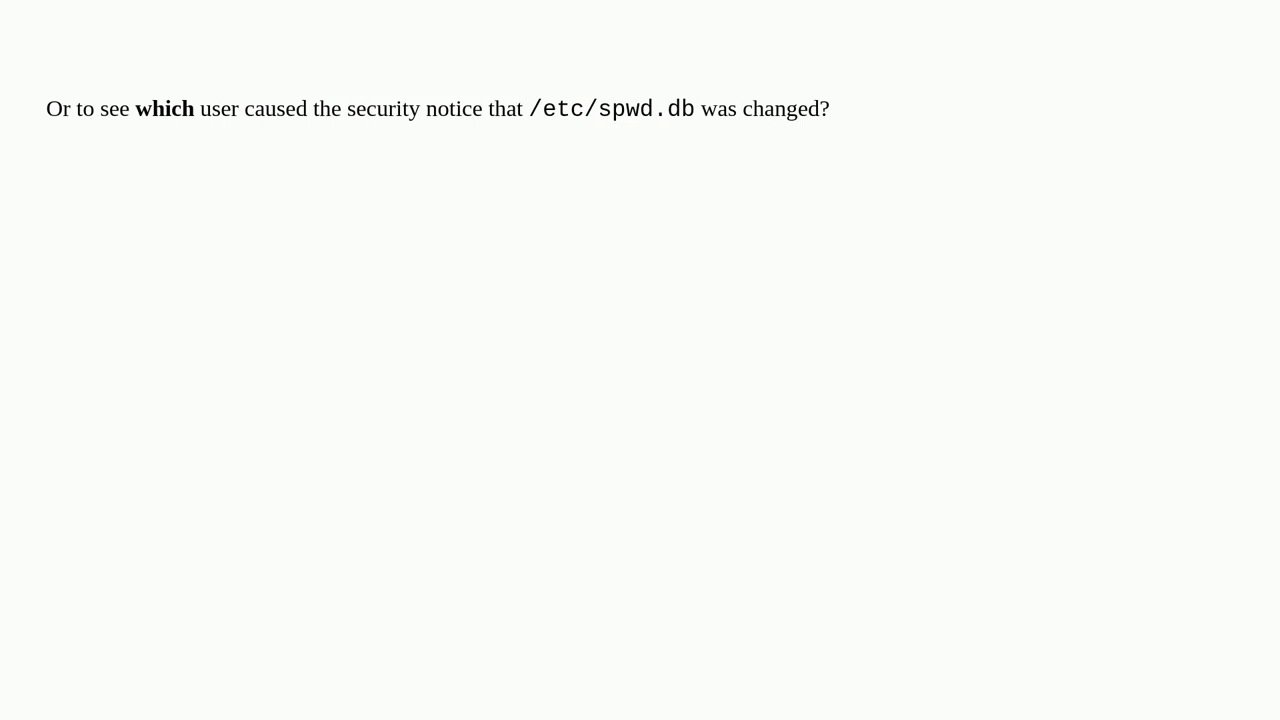 Or to see which user caused the security notice that /etc/spwd.db was changed?